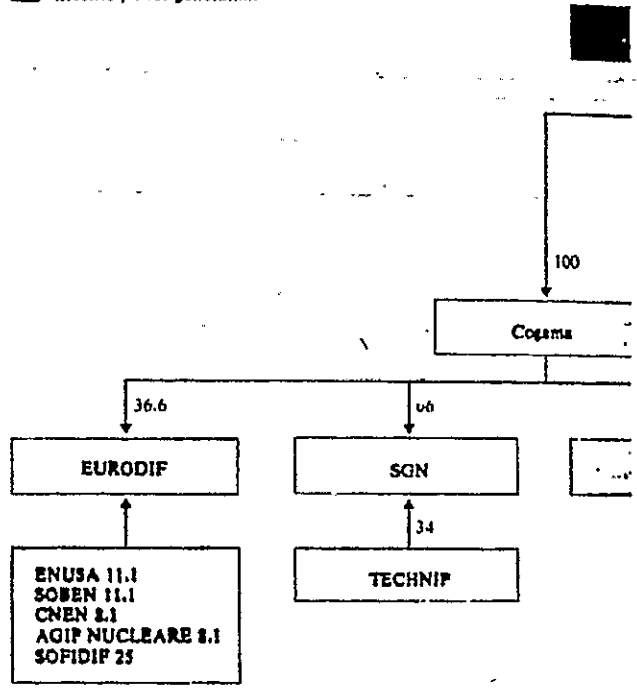 100
Cogema
36.6
66
EURODIF
SGN
34
ENUSA 11.1
SOBEN 11.1
CNEN 8.1
AGIP NUCLEARE 8.1
SOFIDIF 25
TECHNIP